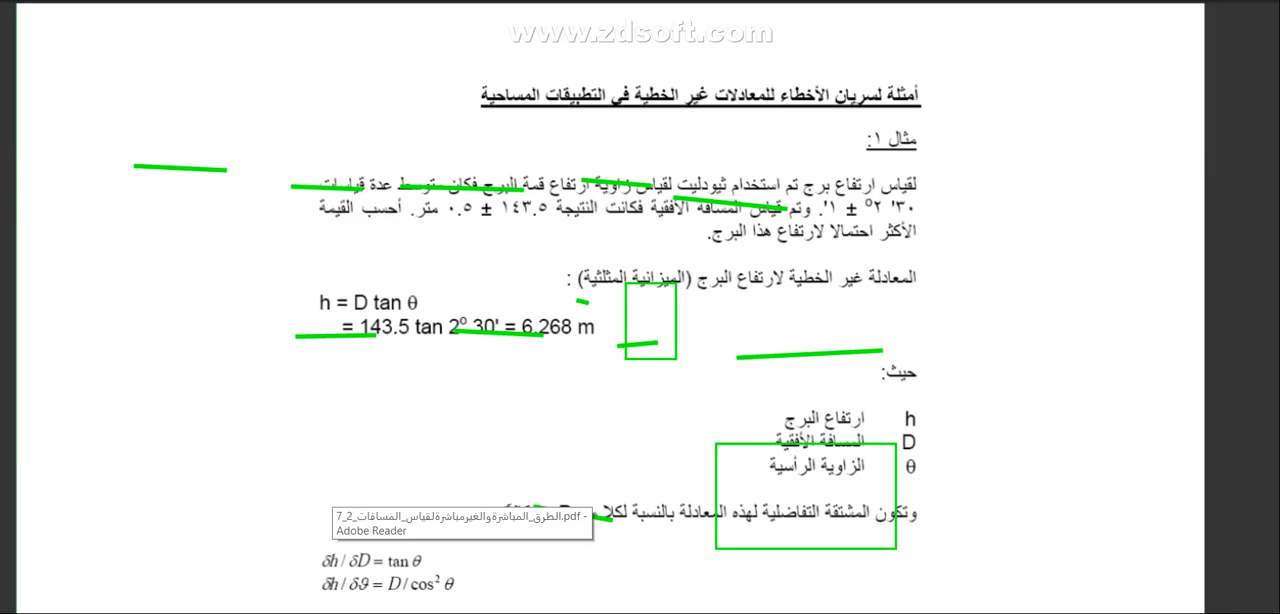 www.zdsoft.com
أمثلة لسريان الأخطاء للمعادلات غير الخطية في التطبيقات المساحية
مثال ١:
لقياس ارتفاع برج تم استخدام ثيودليت لقياس زاوية ارتفاع قمة البرج فكان متوسط عدة قياسات
٣٠' ٢º ± ١'. وتم قياس المسافة الأفقية فكانت النتيجة ١٤٣.٥ ± ٠.٥ متر. أحسب القيمة
الأكثر احتمالا لارتفاع هذا البرج.
المعادلة غير الخطية لارتفاع البرج (الميزانية المثلثية) :
h = D tan θ
= 143.5 tan 2º 30' = 6.268 m
حيث:
h ارتفاع البرج
D المسافة الأفقية
θ الزاوية الرأسية
وتكون المشتقة التفاضلية لهذه المعادلة بالنسبة لكلا
7_2_الطرق_المباشرةوالغيرمباشرةلقياس_المسافات.pdf -
Adobe Reader
δh / δD = tan θ
δh / δϑ = D / cos² θ